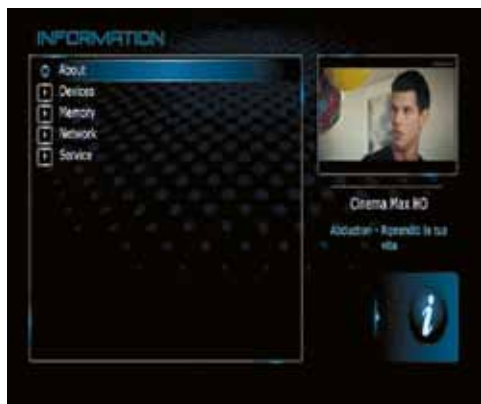 INFORMATION
About
Devices
Memory
Network
Service
Cinema Max HD
Abduction - Riprenditi la tua
vita
i